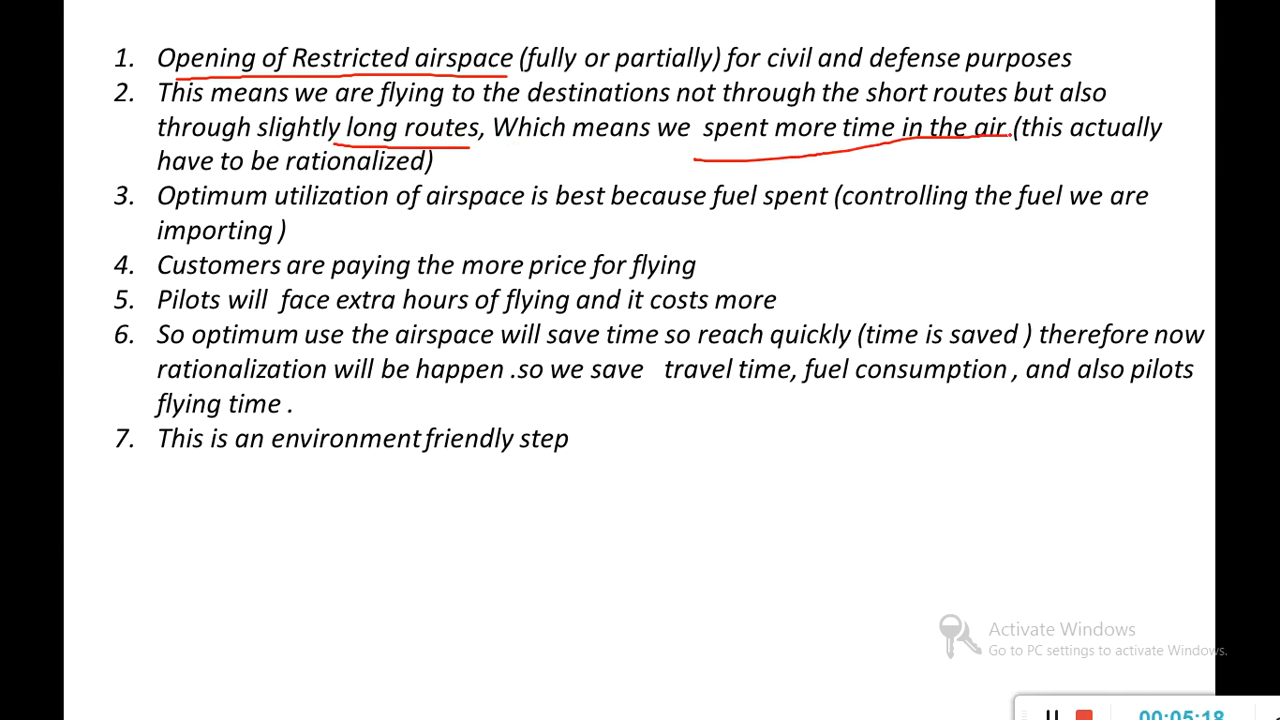 1. Opening of Restricted airspace (fully or partially) for civil and defense purposes
2. This means we are flying to the destinations not through the short routes but also
through slightly long routes, Which means we spent more time in the air.(this actually
have to be rationalized)
3. Optimum utilization of airspace is best because fuel spent (controlling the fuel we are
importing )
4. Customers are paying the more price for flying
5. Pilots will face extra hours of flying and it costs more
6. So optimum use the airspace will save time so reach quickly (time is saved ) therefore now
rationalization will be happen .so we save travel time, fuel consumption , and also pilots
flying time .
7. This is an environment friendly step
Activate Windows
Go to PC settings to activate Windows.
00:05:18